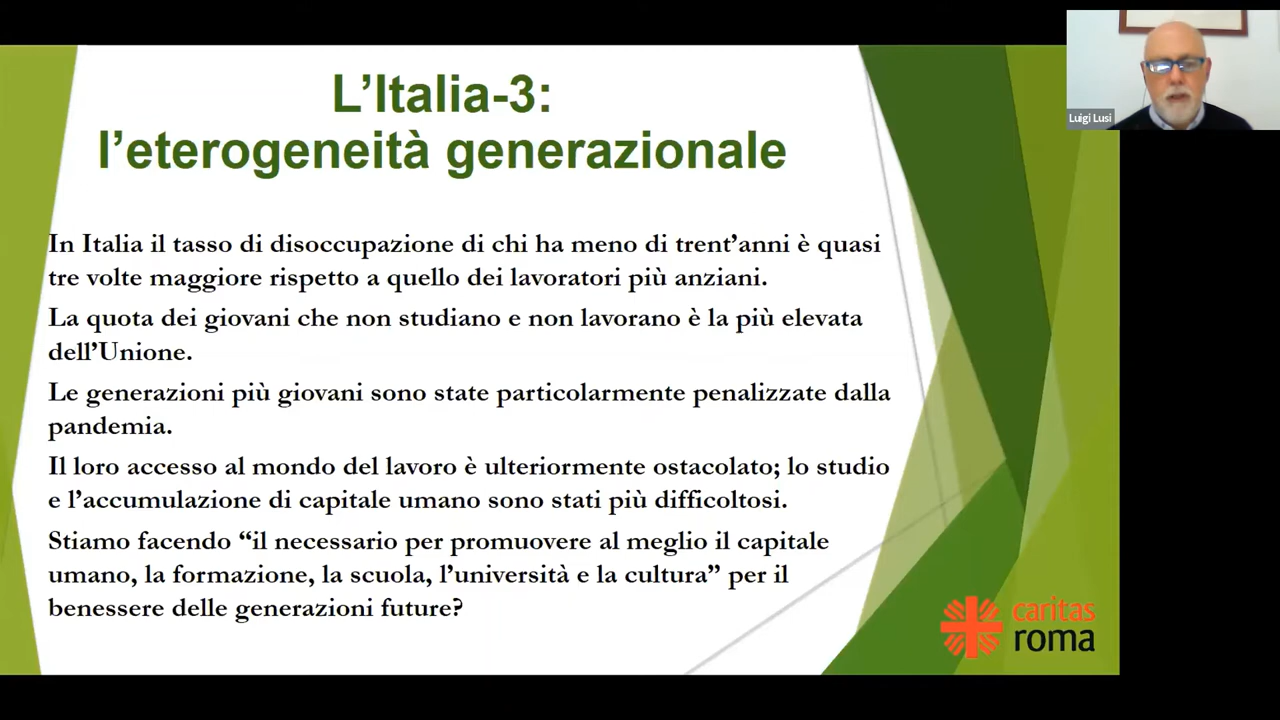 L’Italia-3:
l’eterogeneità generazionale
In Italia il tasso di disoccupazione di chi ha meno di trent’anni è quasi
tre volte maggiore rispetto a quello dei lavoratori più anziani.
La quota dei giovani che non studiano e non lavorano è la più elevata
dell’Unione.
Le generazioni più giovani sono state particolarmente penalizzate dalla
pandemia.
Il loro accesso al mondo del lavoro è ulteriormente ostacolato; lo studio
e l’accumulazione di capitale umano sono stati più difficoltosi.
Stiamo facendo “il necessario per promuovere al meglio il capitale
umano, la formazione, la scuola, l’università e la cultura” per il
benessere delle generazioni future?
caritas
roma
Luigi Lusi